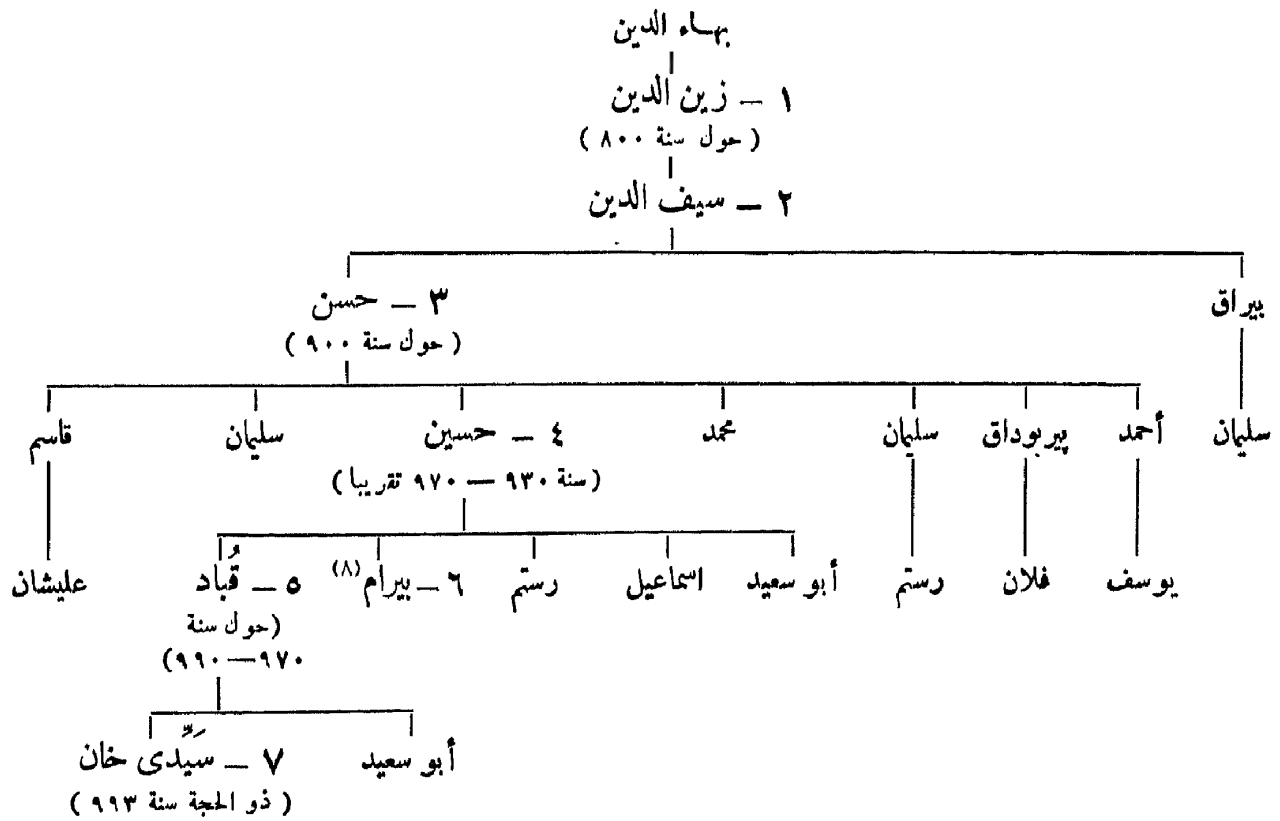 بهاء الدين
١ — زين الدين
(حول سنة ٨٠٠)
٢ — سيف الدين
بيراق
٣ — حسن
(حول سنة ٩٠٠)
سليمان
أحمد
پيربوداق
سليمان
محمد
٤ — حسين
سليمان
قاسم
(سنة ٩٣٠ — ٩٧٠ تقريبا)
يوسف
فلان
رستم
أبو سعيد
اسماعيل
رستم
٦ — بيرام (٨)
٥ — قُباد
عليشان
(حول سنة
٩٧٠—٩٩٠)
أبو سعيد
٧ — سَيِّدى خان
(ذو الحجة سنة ٩٩٣)